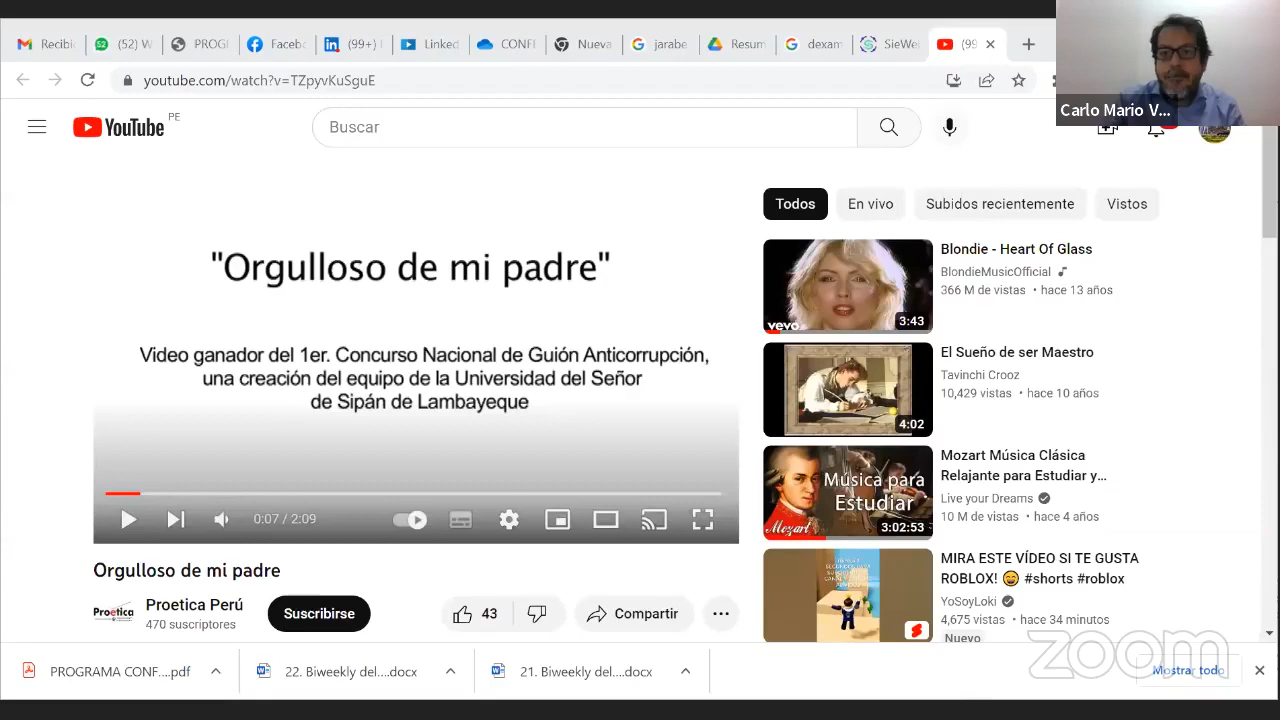 Recibi
(52) W
PROGI
Faceb
(99+) I
Linked
CONFI
Nueva
jarabe
Resum
dexam
SieWei
(99
youtube.com/watch?v=TZpyvKuSguE
Carlo Mario V...
YouTube PE
Buscar
Todos
En vivo
Subidos recientemente
Vistos
"Orgulloso de mi padre"
Video ganador del 1er. Concurso Nacional de Guión Anticorrupción,
una creación del equipo de la Universidad del Señor
de Sipán de Lambayeque
0:07 / 2:09
Orgulloso de mi padre
Proetica
Proetica Perú
470 suscriptores
Suscribirse
43
Compartir
vevo
3:43
Blondie - Heart Of Glass
BlondieMusicOfficial
366 M de vistas • hace 13 años
4:02
El Sueño de ser Maestro
Tavinchi Crooz
10,429 vistas • hace 10 años
Música para
Estudiar
Mozart
3:02:53
Mozart Música Clásica
Relajante para Estudiar y...
Live your Dreams
10 M de vistas • hace 4 años
MIRA ESTE VÍDEO SI TE GUSTA
ROBLOX! 😄 #shorts #roblox
YoSoyLoki
4,675 vistas • hace 34 minutos
Nuevo
PROGRAMA CONF....pdf
22. Biweekly del....docx
21. Biweekly del....docx
Mostrar todo
zoom